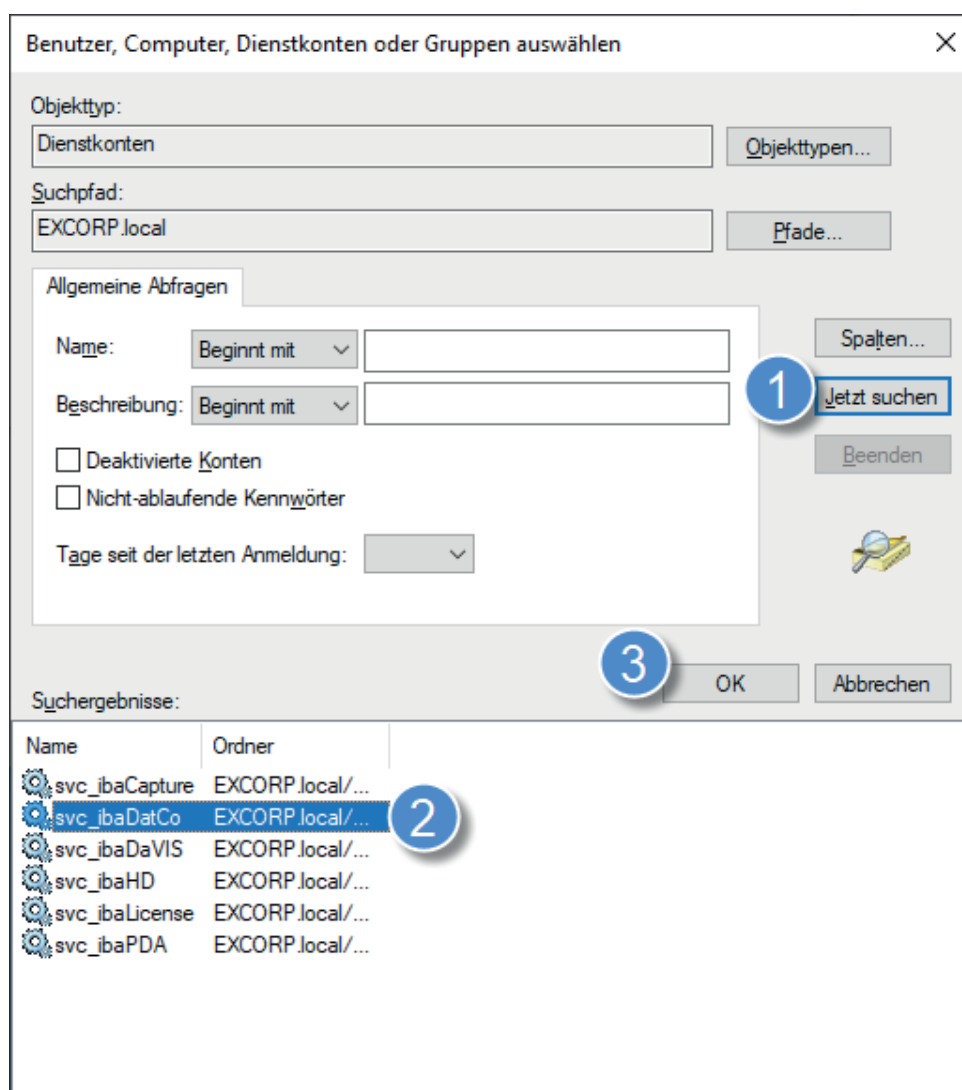 Benutzer, Computer, Dienstkonten oder Gruppen auswählen
Objekttyp:
Dienstkonten
Objekttypen...
Suchpfad:
EXCORP.local
Pfade...
Allgemeine Abfragen
Name: Beginnt mit
Spalten...
Beschreibung: Beginnt mit
1 Jetzt suchen
Deaktivierte Konten
Beenden
Nicht-ablaufende Kennwörter
Tage seit der letzten Anmeldung:
3 OK Abbrechen
Suchergebnisse:
Name Ordner
svc_ibaCapture EXCORP.local/...
svc_ibaDatCo EXCORP.local/... 2
svc_ibaDaVIS EXCORP.local/...
svc_ibaHD EXCORP.local/...
svc_ibaLicense EXCORP.local/...
svc_ibaPDA EXCORP.local/...